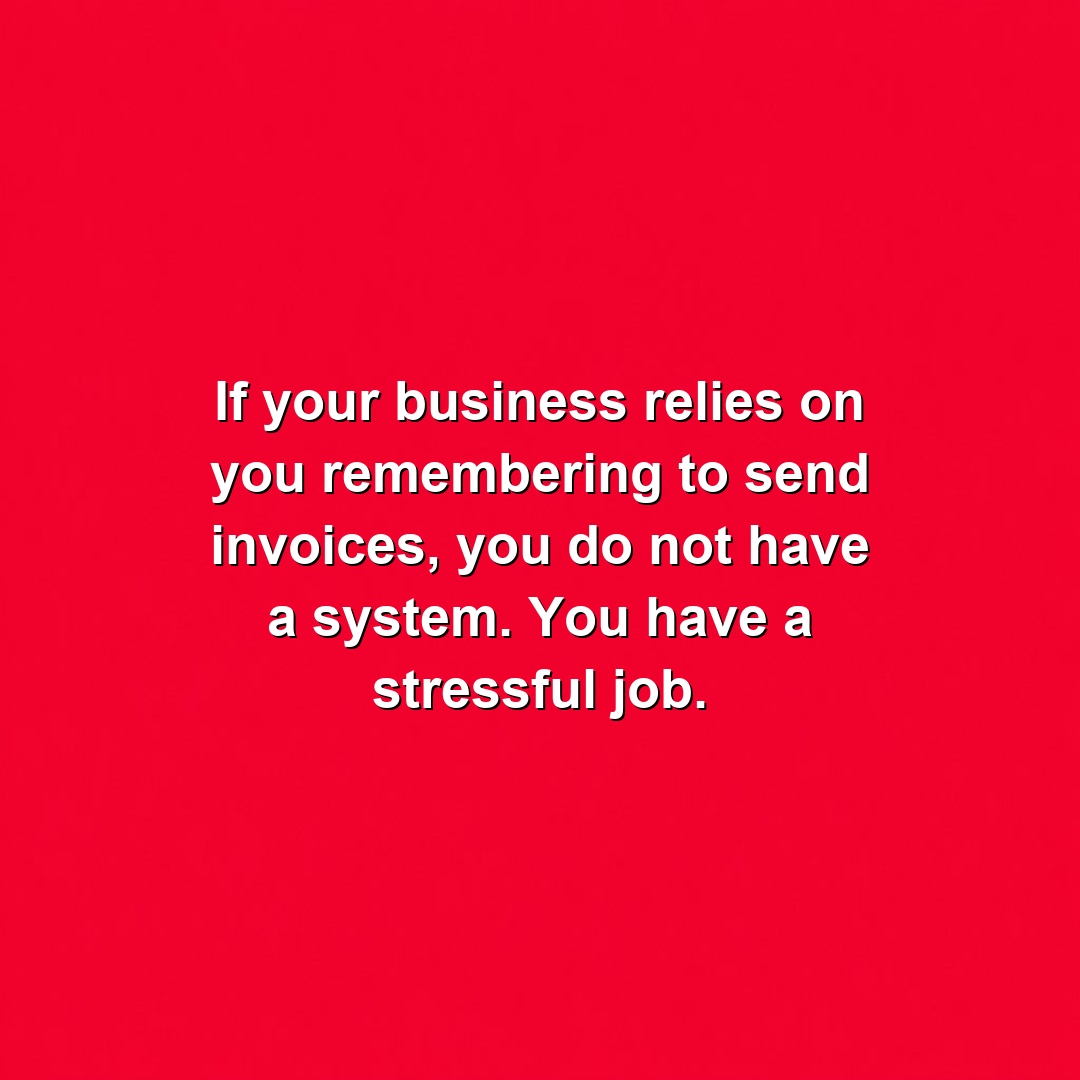 If your business relies on
you remembering to send
invoices, you do not have
a system. You have a
stressful job.